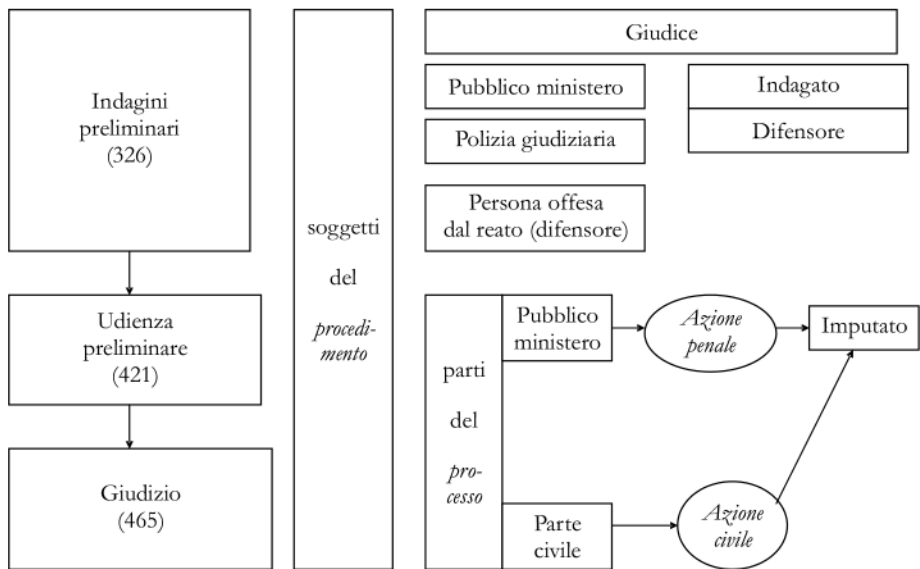 Indagini
preliminari
(326)
Udienza
preliminare
(421)
Giudizio
(465)
soggetti
del
procedi-
mento
Giudice
Pubblico ministero
Polizia giudiziaria
Persona offesa
dal reato (difensore)
Indagato
Difensore
parti
del
pro-
cesso
Pubblico
ministero
Azione
penale
Imputato
Parte
civile
Azione
civile